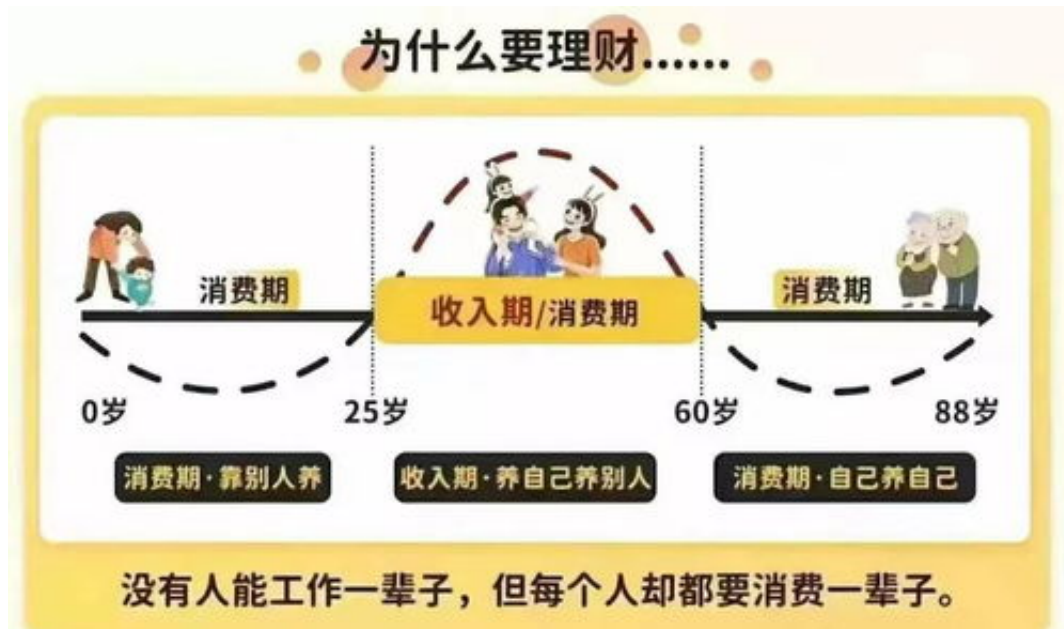 为什么要理财......
消费期
收入期/消费期
消费期
0岁
25岁
60岁
88岁
消费期·靠别人养
收入期·养自己养别人
消费期·自己养自己
没有人能工作一辈子，但每个人却都要消费一辈子。